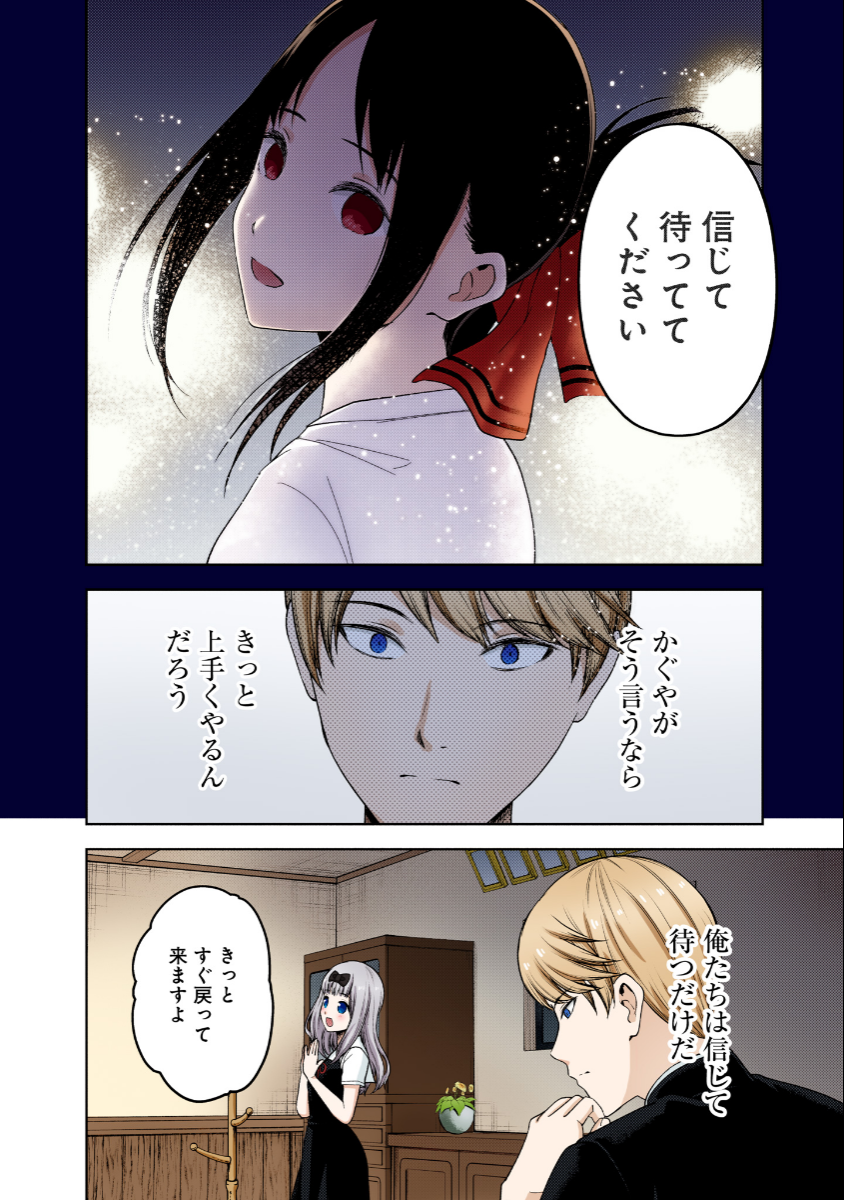 信じて
待ってて
ください
かぐやが
そう言うなら
きっと
上手くやるん
だろう
俺たちは信じて
待つだけだ
きっと
すぐ戻って
来ますよ